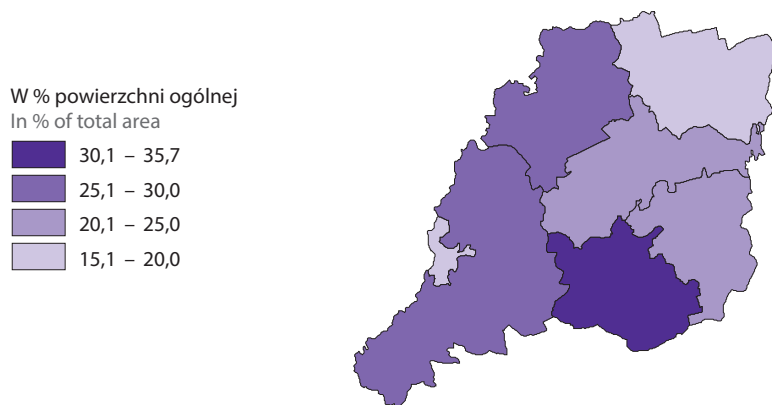 W % powierzchni ogólnej
In % of total area
30,1 – 35,7
25,1 – 30,0
20,1 – 25,0
15,1 – 20,0